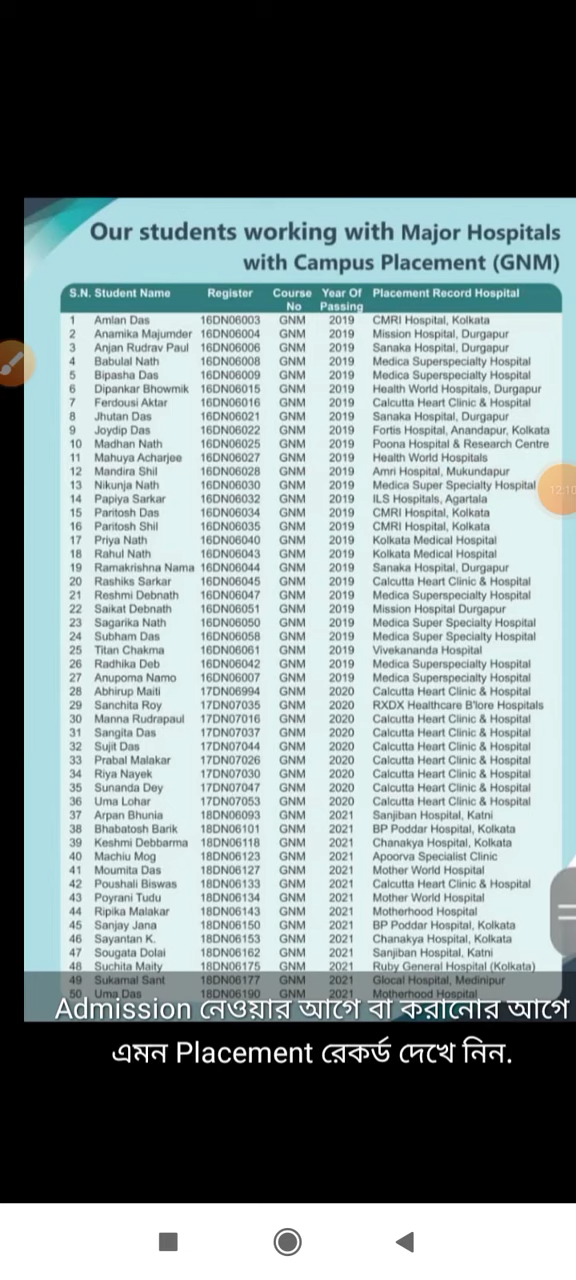 Our students working with Major Hospitals
with Campus Placement (GNM)
S.N. Student Name Register Course No Year Of Passing Placement Record Hospital
1 Amlan Das 16DN06003 GNM 2019 CMRI Hospital, Kolkata
2 Anamika Majumder 16DN06004 GNM 2019 Mission Hospital, Durgapur
3 Anjan Rudrav Paul 16DN06006 GNM 2019 Sanaka Hospital, Durgapur
4 Babulal Nath 16DN06008 GNM 2019 Medica Superspecialty Hospital
5 Bipasha Das 16DN06009 GNM 2019 Medica Superspecialty Hospital
6 Dipankar Bhowmik 16DN06015 GNM 2019 Health World Hospitals, Durgapur
7 Ferdousi Aktar 16DN06016 GNM 2019 Calcutta Heart Clinic & Hospital
8 Jhutan Das 16DN06021 GNM 2019 Sanaka Hospital, Durgapur
9 Joydip Das 16DN06022 GNM 2019 Fortis Hospital, Anandapur, Kolkata
10 Madhan Nath 16DN06025 GNM 2019 Poona Hospital & Research Centre
11 Mahuya Acharjee 16DN06027 GNM 2019 Health World Hospitals
12 Mandira Shil 16DN06028 GNM 2019 Amri Hospital, Mukundapur
13 Nikunja Nath 16DN06030 GNM 2019 Medica Super Specialty Hospital
12:10
14 Papiya Sarkar 16DN06032 GNM 2019 ILS Hospitals, Agartala
15 Paritosh Das 16DN06034 GNM 2019 CMRI Hospital, Kolkata
16 Paritosh Shil 16DN06035 GNM 2019 CMRI Hospital, Kolkata
17 Priya Nath 16DN06040 GNM 2019 Kolkata Medical Hospital
18 Rahul Nath 16DN06043 GNM 2019 Kolkata Medical Hospital
19 Ramakrishna Nama 16DN06044 GNM 2019 Sanaka Hospital, Durgapur
20 Rashiks Sarkar 16DN06045 GNM 2019 Calcutta Heart Clinic & Hospital
21 Reshmi Debnath 16DN06047 GNM 2019 Medica Superspecialty Hospital
22 Saikat Debnath 16DN06051 GNM 2019 Mission Hospital Durgapur
23 Sagarika Nath 16DN06050 GNM 2019 Medica Super Specialty Hospital
24 Subham Das 16DN06058 GNM 2019 Medica Super Specialty Hospital
25 Titan Chakma 16DN06061 GNM 2019 Vivekananda Hospital
26 Radhika Deb 16DN06042 GNM 2019 Medica Superspecialty Hospital
27 Anupoma Namo 16DN06007 GNM 2019 Medica Superspecialty Hospital
28 Abhirup Maiti 17DN06994 GNM 2020 Calcutta Heart Clinic & Hospital
29 Sanchita Roy 17DN07035 GNM 2020 RXDX Healthcare B'lore Hospitals
30 Manna Rudrapaul 17DN07016 GNM 2020 Calcutta Heart Clinic & Hospital
31 Sangita Das 17DN07037 GNM 2020 Calcutta Heart Clinic & Hospital
32 Sujit Das 17DN07044 GNM 2020 Calcutta Heart Clinic & Hospital
33 Prabal Malakar 17DN07026 GNM 2020 Calcutta Heart Clinic & Hospital
34 Riya Nayek 17DN07030 GNM 2020 Calcutta Heart Clinic & Hospital
35 Sunanda Dey 17DN07047 GNM 2020 Calcutta Heart Clinic & Hospital
36 Uma Lohar 17DN07053 GNM 2020 Calcutta Heart Clinic & Hospital
37 Arpan Bhunia 18DN06093 GNM 2021 Sanjiban Hospital, Katni
38 Bhabatosh Barik 18DN06101 GNM 2021 BP Poddar Hospital, Kolkata
39 Keshmi Debbarma 18DN06118 GNM 2021 Chanakya Hospital, Kolkata
40 Machiu Mog 18DN06123 GNM 2021 Apoorva Specialist Clinic
41 Moumita Das 18DN06127 GNM 2021 Mother World Hospital
42 Poushali Biswas 18DN06133 GNM 2021 Calcutta Heart Clinic & Hospital
43 Poyrani Tudu 18DN06134 GNM 2021 Mother World Hospital
44 Ripika Malakar 18DN06143 GNM 2021 Motherhood Hospital
45 Sanjay Jana 18DN06150 GNM 2021 BP Poddar Hospital, Kolkata
46 Sayantan K. 18DN06153 GNM 2021 Chanakya Hospital, Kolkata
47 Sougata Dolai 18DN06162 GNM 2021 Sanjiban Hospital, Katni
48 Suchita Maity 18DN06175 GNM 2021 Ruby General Hospital (Kolkata)
49 Sukamal Sant 18DN06177 GNM 2021 Glocal Hospital, Medinipur
50 Uma Das 18DN06190 GNM 2021 Motherhood Hospital
Admission নেওয়ার আগে বা করানোর আগে
এমন Placement রেকর্ড দেখে নিন.